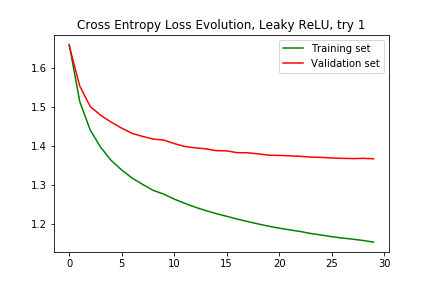 Cross Entropy Loss Evolution, Leaky ReLU, try 1
Training set
Validation set
1.6
1.5
1.4
1.3
1.2
0 5 10 15 20 25 30